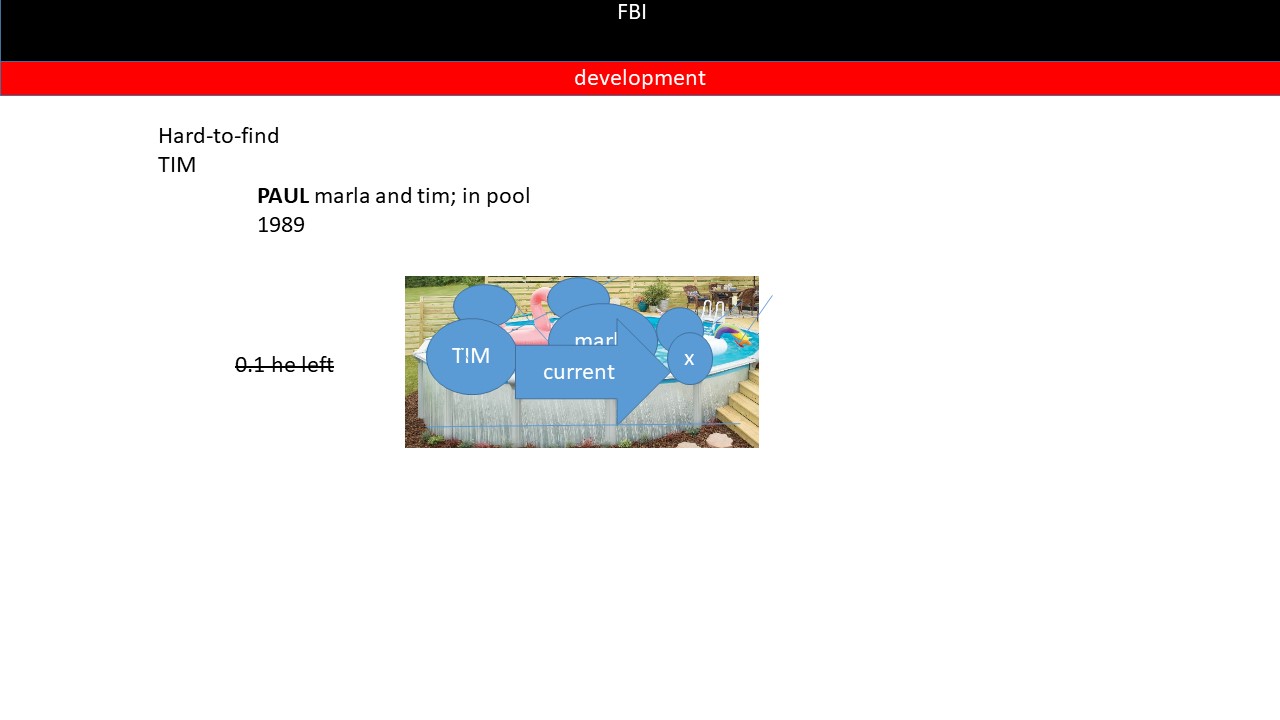 FBI
development
Hard-to-find
TIM
PAUL marla and tim; in pool
1989
0.1 he left
TIM
marl
current
x